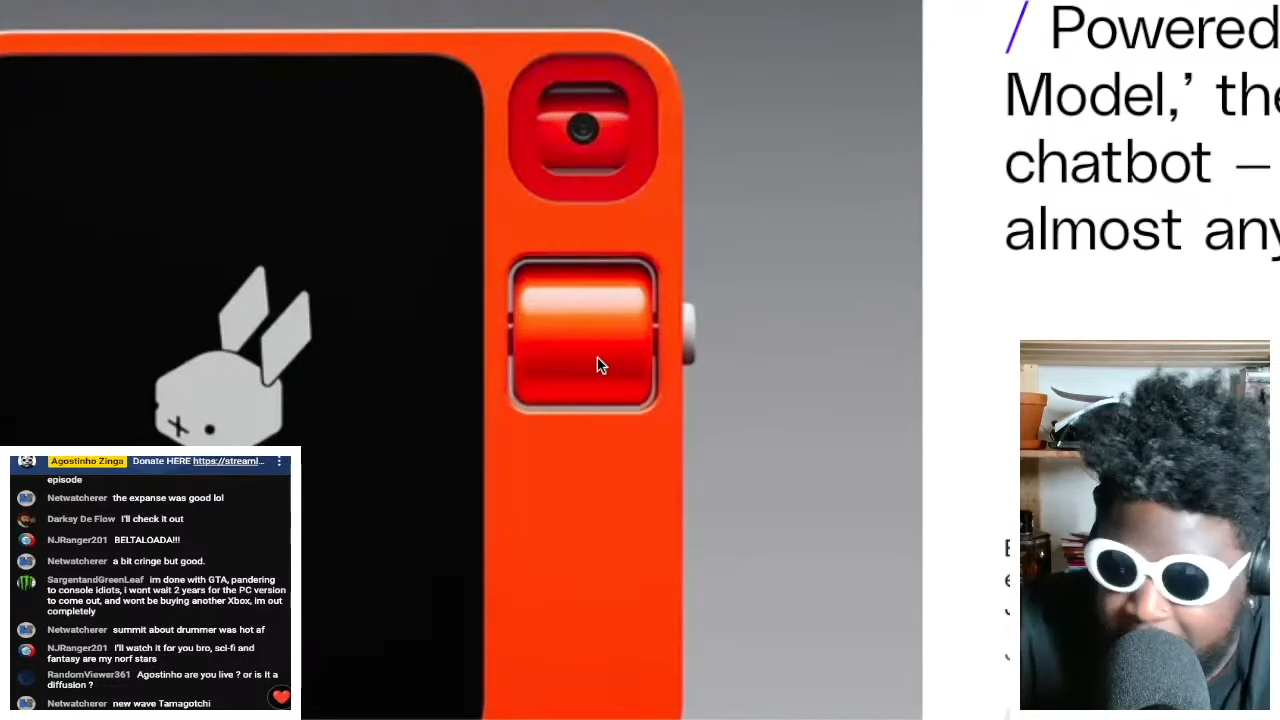 / Powered
Model,’ the
chatbot —
almost any
Agostinho Zinga Donate HERE https://streaml...
episode
Netwatcherer the expanse was good lol
Darksy De Flow I'll check it out
NJRanger201 BELTALOADA!!!
Netwatcherer a bit cringe but good.
SargentandGreenLeaf im done with GTA, pandering
to console idiots, i wont wait 2 years for the PC version
to come out, and wont be buying another Xbox, im out
completely
Netwatcherer summit about drummer was hot af
NJRanger201 I'll watch it for you bro, sci-fi and
fantasy are my norf stars
RandomViewer361 Agostinho are you live ? or is it a
diffusion ?
Netwatcherer new wave Tamagotchi